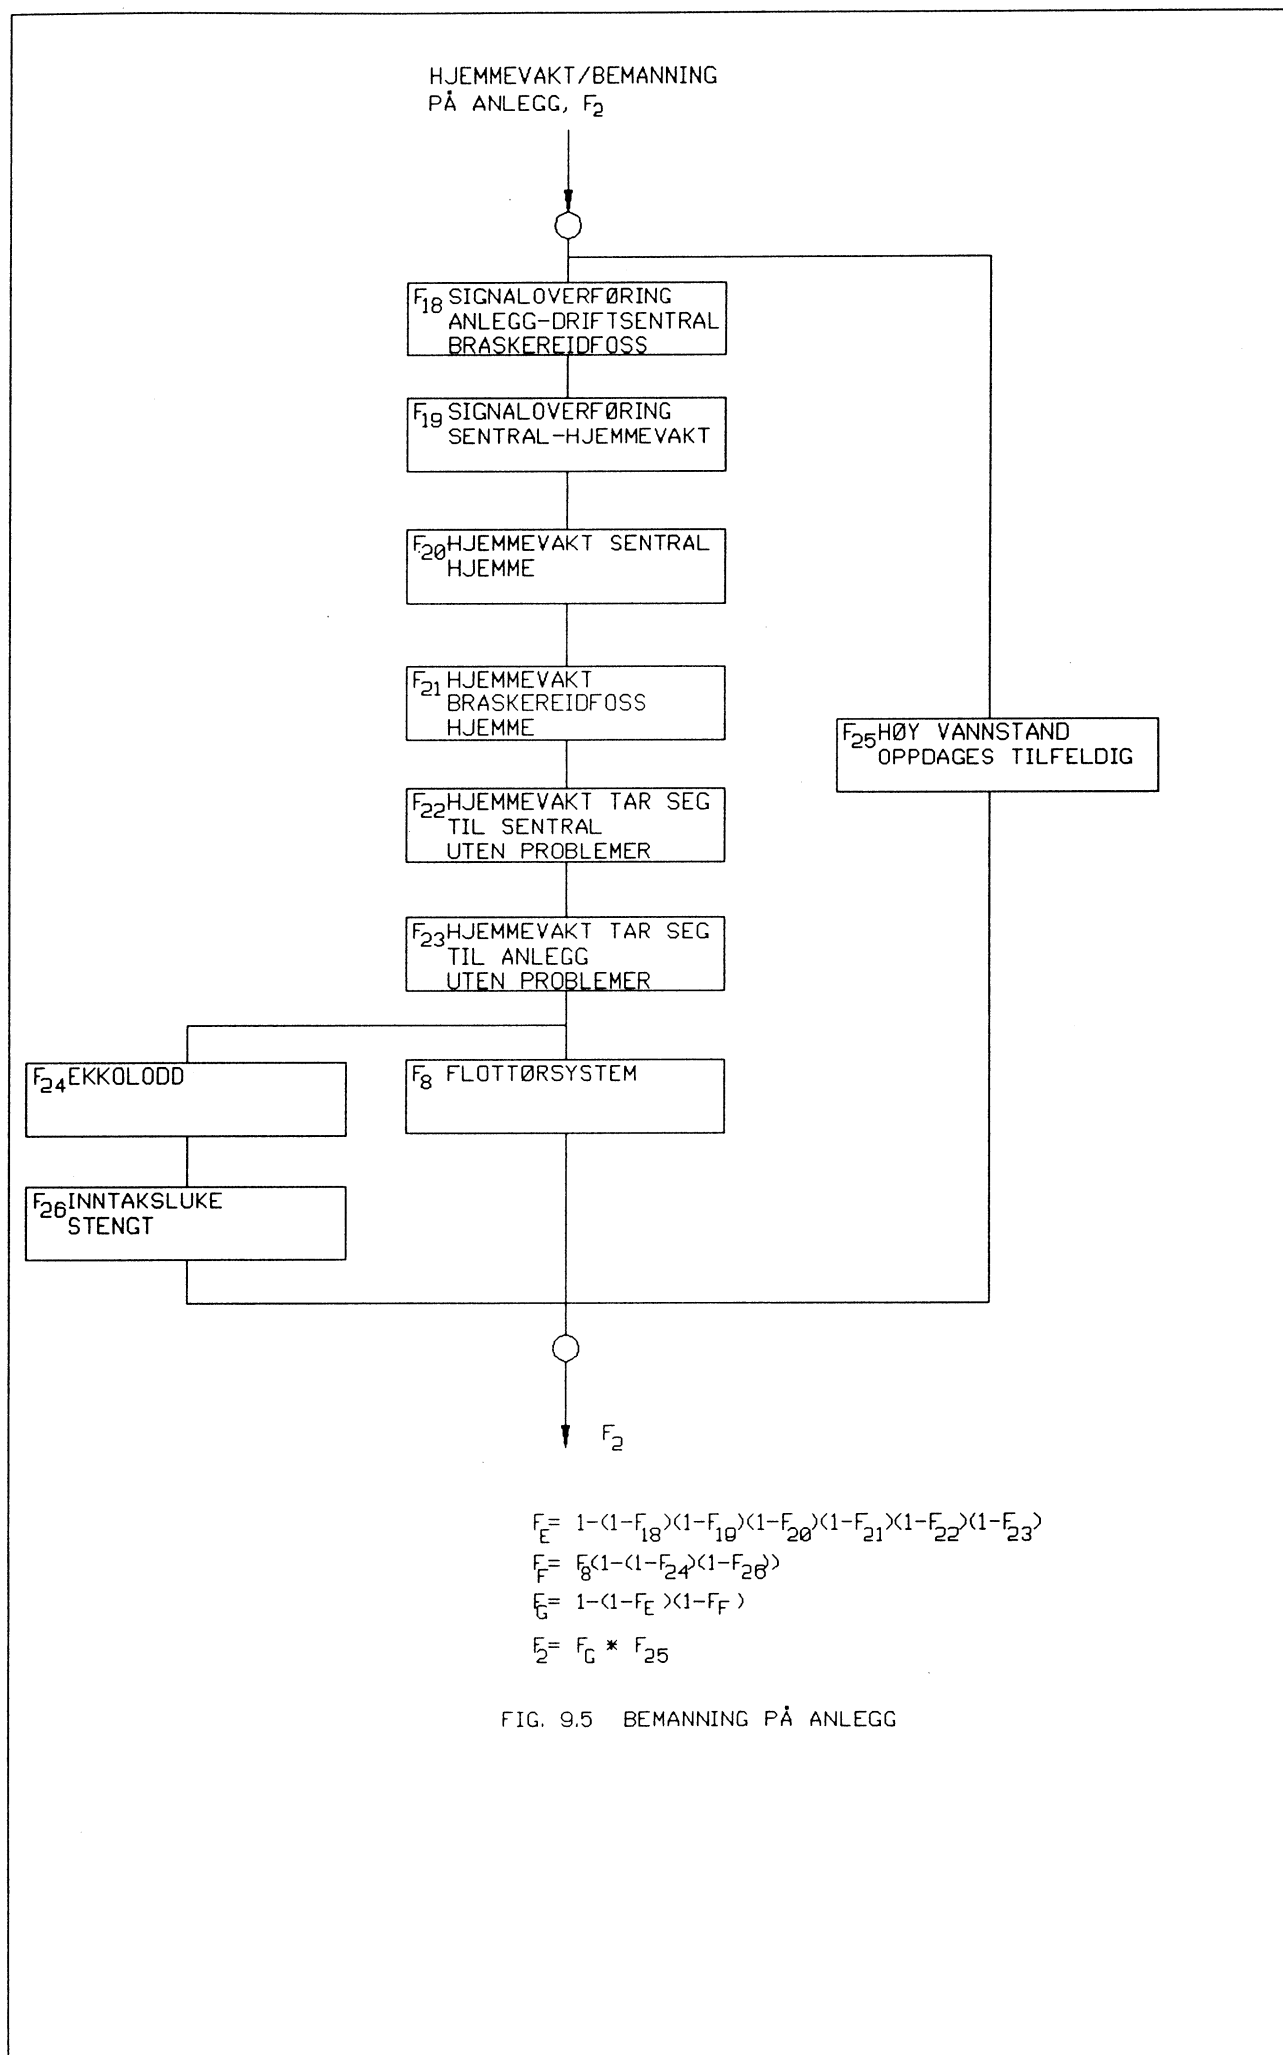 HJEMMEVAKT/BEMANNING
PÅ ANLEGG, F2
F18 SIGNALOVERFØRING
ANLEGG-DRIFTSENTRAL
BRASKEREIDFOSS
F19 SIGNALOVERFØRING
SENTRAL-HJEMMEVAKT
F20 HJEMMEVAKT SENTRAL
HJEMME
F21 HJEMMEVAKT
BRASKEREIDFOSS
HJEMME
F25 HØY VANNSTAND
OPPDAGES TILFELDIG
F22 HJEMMEVAKT TAR SEG
TIL SENTRAL
UTEN PROBLEMER
F23 HJEMMEVAKT TAR SEG
TIL ANLEGG
UTEN PROBLEMER
F24 EKKOLODD
F8 FLOTTØRSYSTEM
F26 INNTAKSLUKE
STENGT
F2
FE= 1-(1-F18)(1-F19)(1-F20)(1-F21)(1-F22)(1-F23)
FF= F8(1-(1-F24)(1-F26))
FG= 1-(1-FE)(1-FF)
F2= FG * F25
FIG. 9.5 BEMANNING PÅ ANLEGG